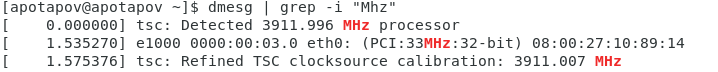 [apotapov@apotapov ~]$ dmesg | grep -i "Mhz"
[    0.000000] tsc: Detected 3911.996 MHz processor
[    1.535270] e1000 0000:00:03.0 eth0: (PCI:33MHz:32-bit) 08:00:27:10:89:14
[    1.575376] tsc: Refined TSC clocksource calibration: 3911.007 MHz